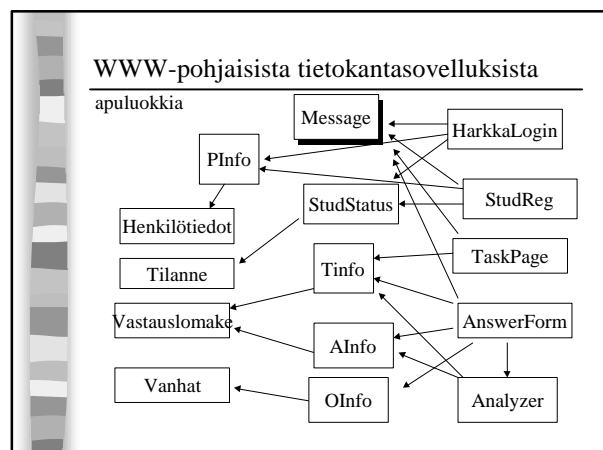 WWW-pohjaisista tietokantasovelluksista
apuluokkia
Message
HarkkaLogin
PInfo
StudStatus
StudReg
Henkilötiedot
TaskPage
Tilanne
Tinfo
Vastauslomake
AnswerForm
AInfo
Vanhat
OInfo
Analyzer